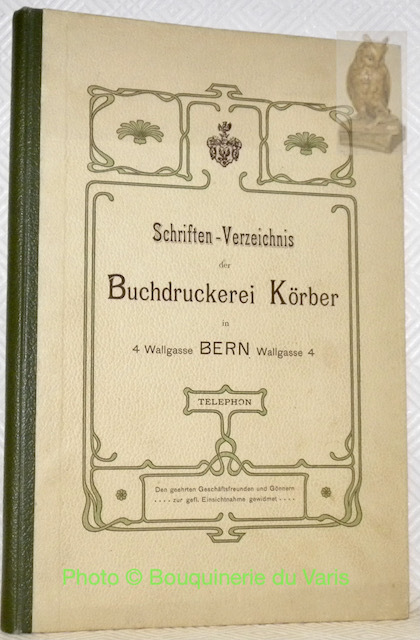 Schriften-Verzeichnis
der
Buchdruckerei Körber
in
4 Wallgasse BERN Wallgasse 4
TELEPHON
Den geehrten Geschäftsfreunden und Gönnern
. . . . zur gefl. Einsichtnahme gewidmet . . . .
Photo © Bouquinerie du Varis